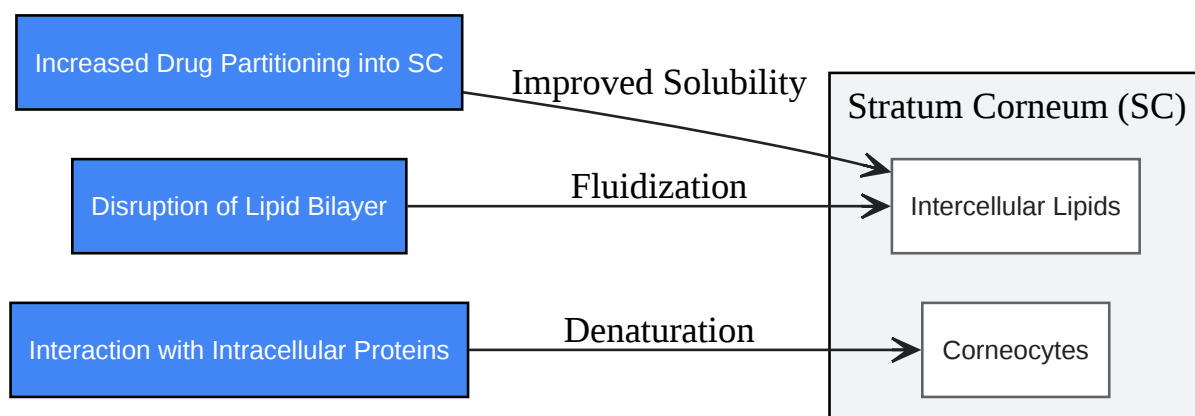 Increased Drug Partitioning into SC
Improved Solubility
Stratum Corneum (SC)
Disruption of Lipid Bilayer
Fluidization
Intercellular Lipids
Interaction with Intracellular Proteins
Denaturation
Corneocytes